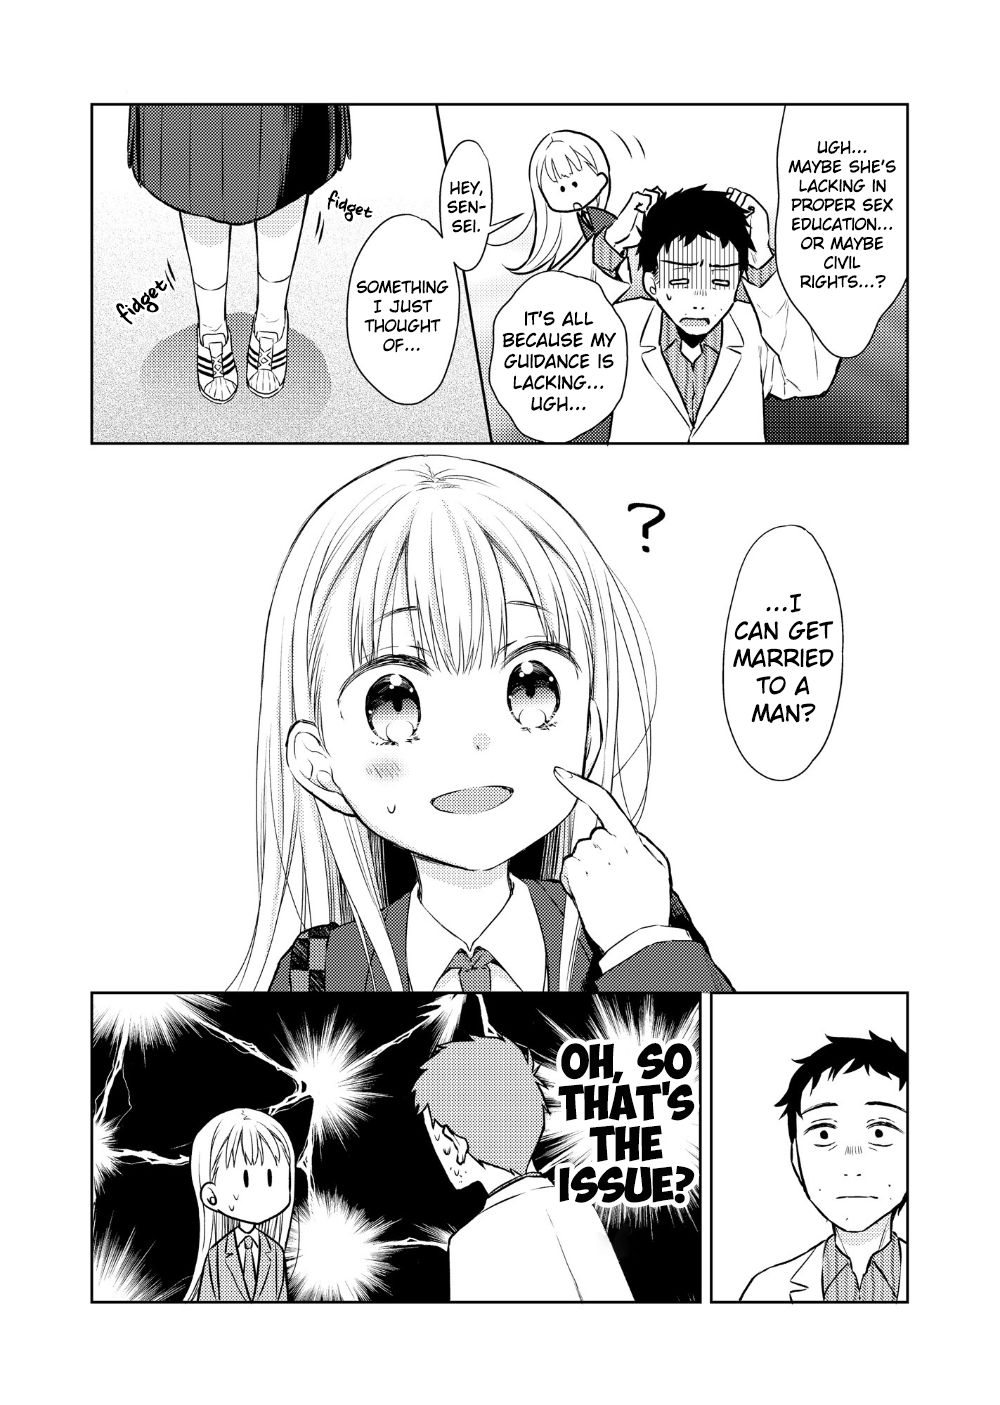 UGH...
MAYBE SHE'S
LACKING IN
PROPER SEX
EDUCATION...
OR MAYBE
CIVIL
RIGHTS...?
IT'S ALL
BECAUSE MY
GUIDANCE IS
LACKING...
UGH...
HEY,
SEN-
SEI.
SOMETHING
I JUST
THOUGHT
OF...
fidget
fidget//
?
...I
CAN GET
MARRIED
TO A
MAN?
OH, SO
THAT'S
THE
ISSUE?